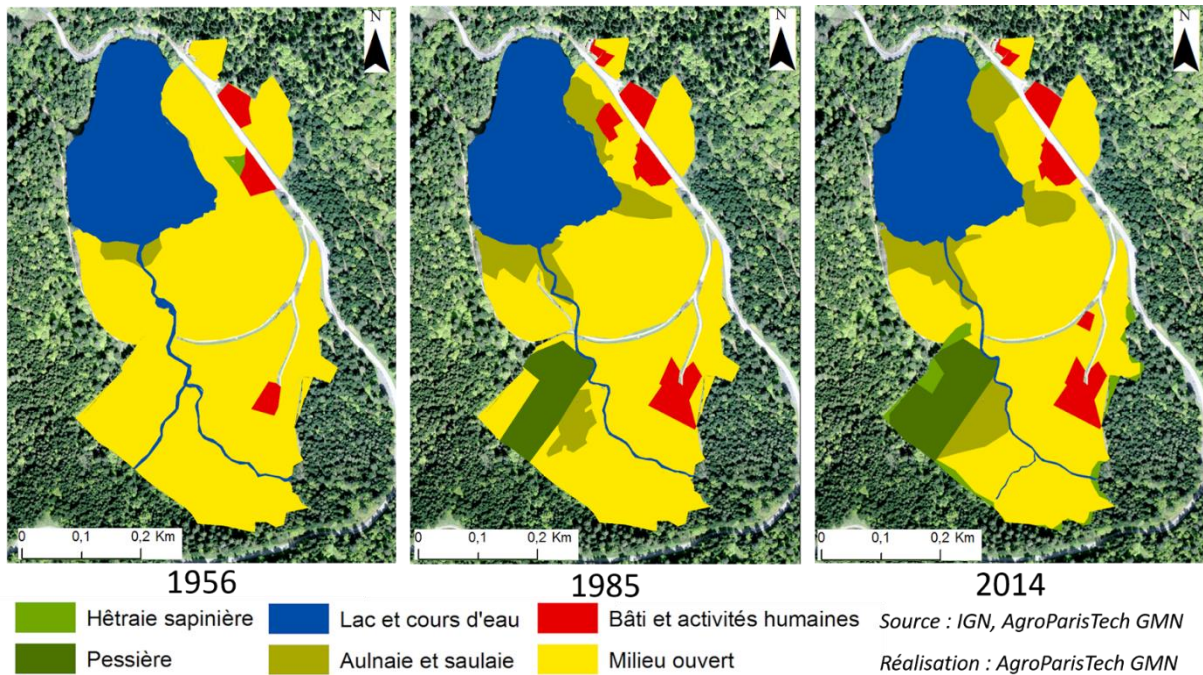 N
N
N
0 0,1 0,2 Km
0 0,1 0,2 Km
0 0,1 0,2 Km
1956
1985
2014
Hêtraie sapinière
Lac et cours d'eau
Bâti et activités humaines
Source : IGN, AgroParisTech GMN
Pessière
Aulnaie et saulaie
Milieu ouvert
Réalisation : AgroParisTech GMN